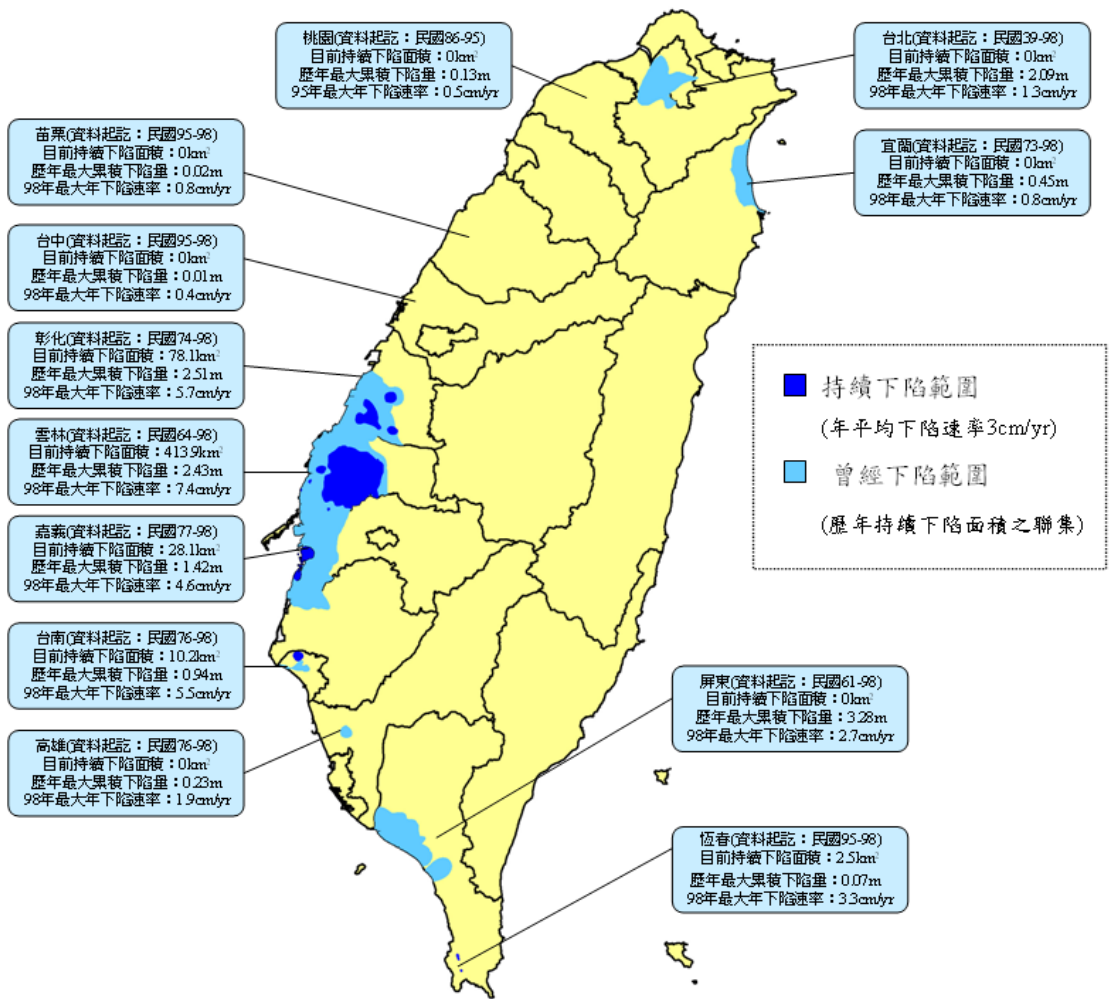 桃園(資料起訖：民國86-95)
目前持續下陷面積：0km²
歷年最大累積下陷量：0.13m
95年最大年下陷速率：0.5cm/yr
台北(資料起訖：民國39-98)
目前持續下陷面積：0km²
歷年最大累積下陷量：2.09m
98年最大年下陷速率：1.3cm/yr
苗栗(資料起訖：民國95-98)
目前持續下陷面積：0km²
歷年最大累積下陷量：0.02m
98年最大年下陷速率：0.8cm/yr
宜蘭(資料起訖：民國73-98)
目前持續下陷面積：0km²
歷年最大累積下陷量：0.45m
98年最大年下陷速率：0.8cm/yr
台中(資料起訖：民國95-98)
目前持續下陷面積：0km²
歷年最大累積下陷量：0.01m
98年最大年下陷速率：0.4cm/yr
彰化(資料起訖：民國74-98)
目前持續下陷面積：78.1km²
歷年最大累積下陷量：2.51m
98年最大年下陷速率：5.7cm/yr
雲林(資料起訖：民國64-98)
目前持續下陷面積：413.9km²
歷年最大累積下陷量：2.43m
98年最大年下陷速率：7.4cm/yr
嘉義(資料起訖：民國77-98)
目前持續下陷面積：28.1km²
歷年最大累積下陷量：1.42m
98年最大年下陷速率：4.6cm/yr
台南(資料起訖：民國76-98)
目前持續下陷面積：10.2km²
歷年最大累積下陷量：0.94m
98年最大年下陷速率：5.5cm/yr
高雄(資料起訖：民國76-98)
目前持續下陷面積：0km²
歷年最大累積下陷量：0.23m
98年最大年下陷速率：1.9cm/yr
持續下陷範圍
(年平均下陷速率3cm/yr)
曾經下陷範圍
(歷年持續下陷面積之聯集)
屏東(資料起訖：民國61-98)
目前持續下陷面積：0km²
歷年最大累積下陷量：3.28m
98年最大年下陷速率：2.7cm/yr
恆春(資料起訖：民國95-98)
目前持續下陷面積：2.5km²
歷年最大累積下陷量：0.07m
98年最大年下陷速率：3.3cm/yr